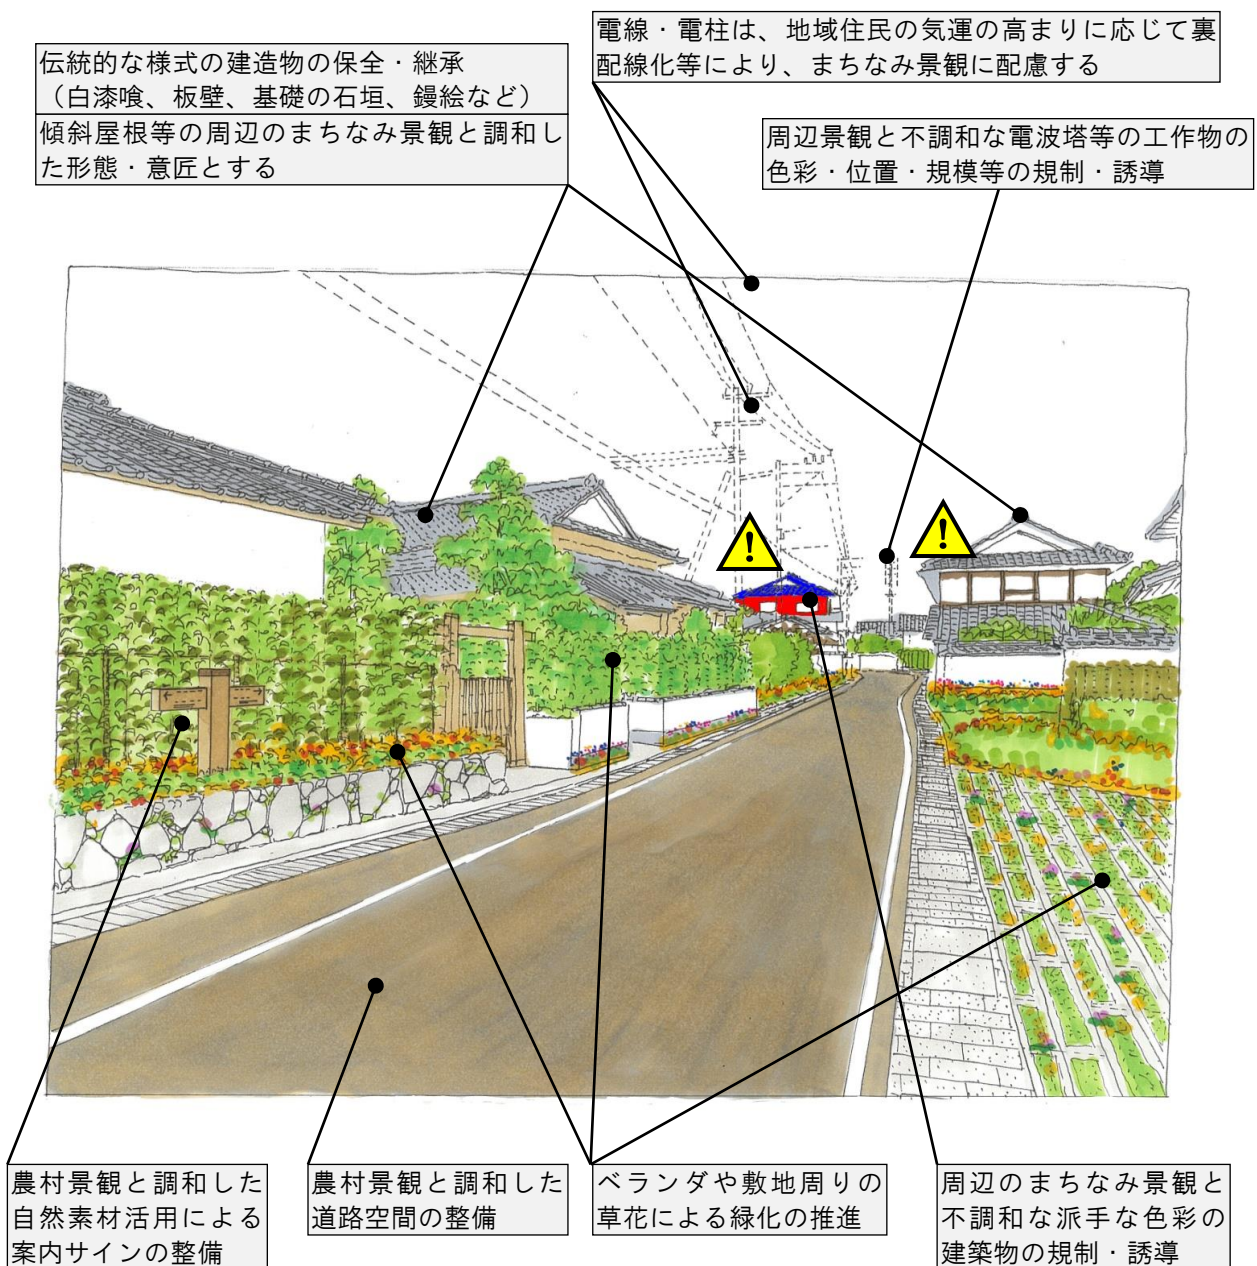 電線・電柱は、地域住民の気運の高まりに応じて裏
配線化等により、まちなみ景観に配慮する
伝統的な様式の建造物の保全・継承
（白漆喰、板壁、基礎の石垣、鏝絵など）
傾斜屋根等の周辺のまちなみ景観と調和し
た形態・意匠とする
周辺景観と不調和な電波塔等の工作物の
色彩・位置・規模等の規制・誘導
農村景観と調和した
自然素材活用による
案内サインの整備
農村景観と調和した
道路空間の整備
ベランダや敷地周りの
草花による緑化の推進
周辺のまちなみ景観と
不調和な派手な色彩の
建築物の規制・誘導